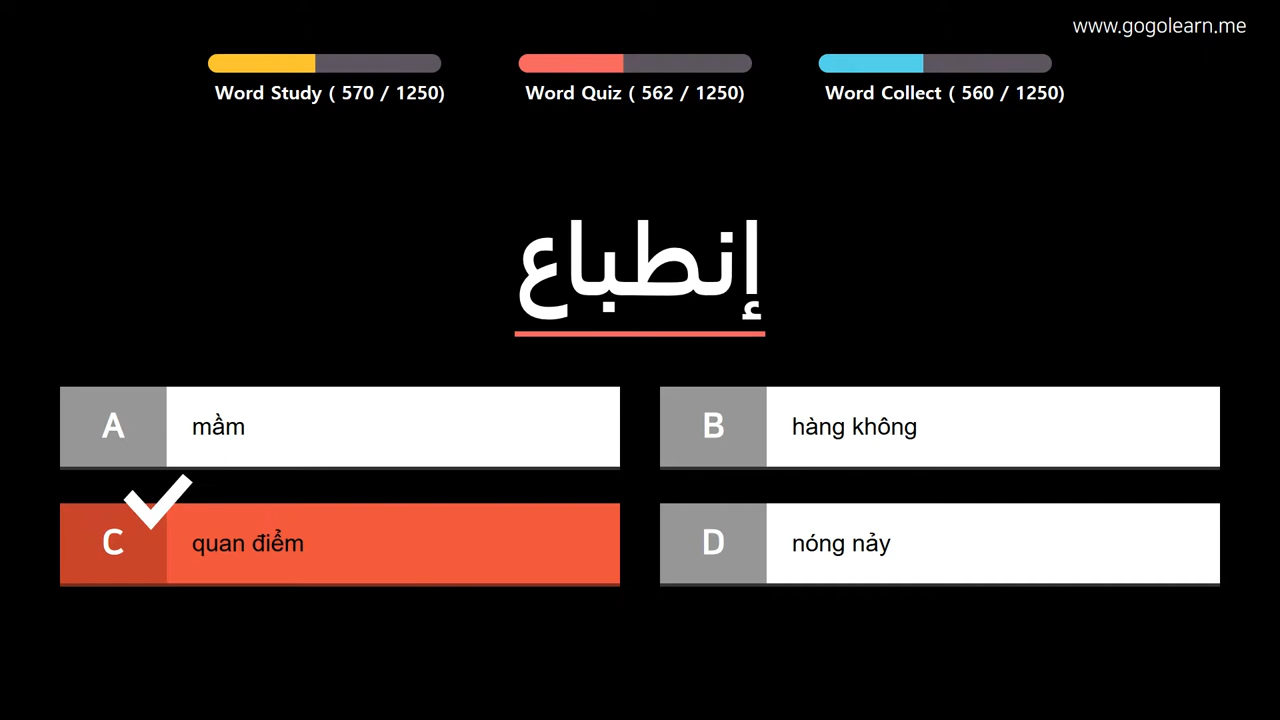 www.gogolearn.me
Word Study ( 570 / 1250)
Word Quiz ( 562 / 1250)
Word Collect ( 560 / 1250)
إنطباع
A mầm
B hàng không
C quan điểm
D nóng nảy